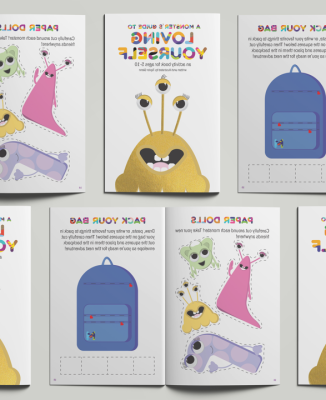 PAPER DOLLS
Carefully cut around each monster! Take
friends anywhere!
A MONSTER'S GUIDE TO
LOVING
YOURSELF
an activity book for ages 5-10
written and illustrated by
PACK YOUR BAG
Draw, paste, or write your favorite things to pack in
your bag on the squares below! Then carefully cut
out the squares and place them in the backpack
envelope so you're ready for the next adventure!
PACK YOUR BAG
Draw, paste, or write your favorite things to pack in
your bag on the squares below! Then carefully cut
out the squares and place them in the backpack
envelope so you're ready for the next adventure!
PAPER DOLLS
Carefully cut around each monster! Take your new
friends anywhere!